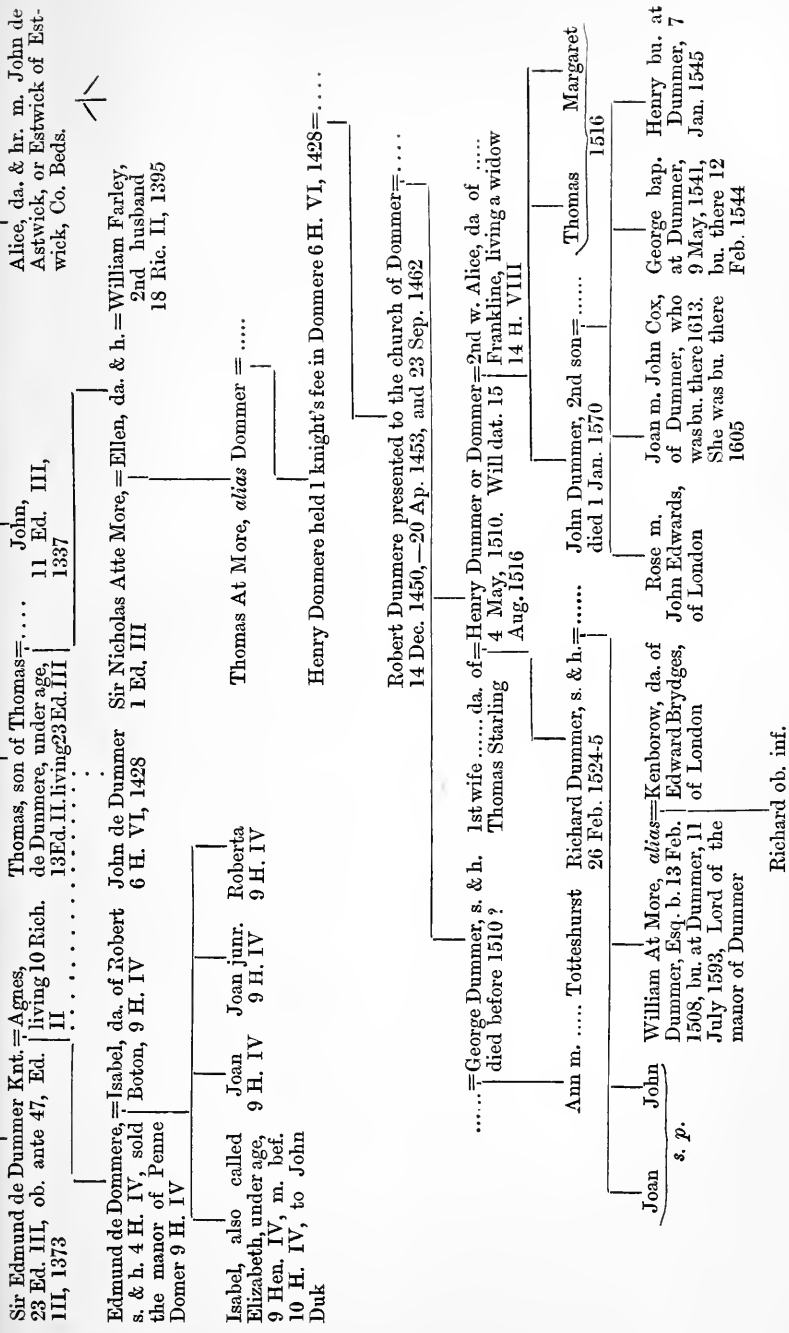 Sir Edmund de Dummer Knt.=Agnes,
23 Ed. III, ob. ante 47, Ed. living 10 Rich.
III, 1373 II
Thomas, son of Thomas=....
de Dunmere, under age,
13 Ed. II. living 23 Ed. III
John,
11 Ed. III,
1337
Alice, da. & hr. m. John de
Astwick, or Estwick of Est-
wick, Co. Beds.
Edmund de Dommere,=Isabel, da. of Robert
s. & h. 4 H. IV, sold Boton, 9 H. IV
the manor of Penne
Domer 9 H. IV
John de Dummer
6 H. VI, 1428
Sir Nicholas Atte More,=Ellen, da. & h.=William Farley,
1 Ed. III 2nd husband
18 Ric. II, 1395
Isabel, also called
Elizabeth, under age,
9 Hen. IV, m. bef.
10 H. IV, to John
Duk
Joan
9 H. IV
Joan junr.
9 H. IV
Roberta
9 H. IV
Thomas At More, alias Dommer = .....
Henry Donmere held 1 knight's fee in Donmere 6 H. VI, 1428=....
Robert Dunmere presented to the church of Dommer=....
14 Dec. 1450,—20 Ap. 1453, and 23 Sep. 1462
......=George Dummer, s. & h.
died before 1510 ?
1st wife ...... da. of=Henry Dummer or Dommer=2nd w. Alice, da of .....
Thomas Starling 4 May, 1510. Will dat. 15 Frankline, living a widow
Aug. 1516 14 H. VIII
Ann m. ..... Totteshurst
Richard Dummer, s. & h.=......
26 Feb. 1524-5
John Dummer, 2nd son=......
died 1 Jan. 1570
Thomas Margaret
1516
Joan John
s. p.
William At More, alias=Kenborow, da. of
Dummer, Esq. b. 13 Feb. Edward Brydges,
1508, bu. at Dummer, 11 of London
July 1593, Lord of the
manor of Dummer
Rose m.
John Edwards,
of London
Joan m. John Cox,
of Dummer, who
was bu. there 1613.
She was bu. there
1605
George bap.
at Dummer,
9 May, 1541,
bu. there 12
Feb. 1544
Henry bu. at
Dummer, 7
Jan. 1545
Richard ob. inf.